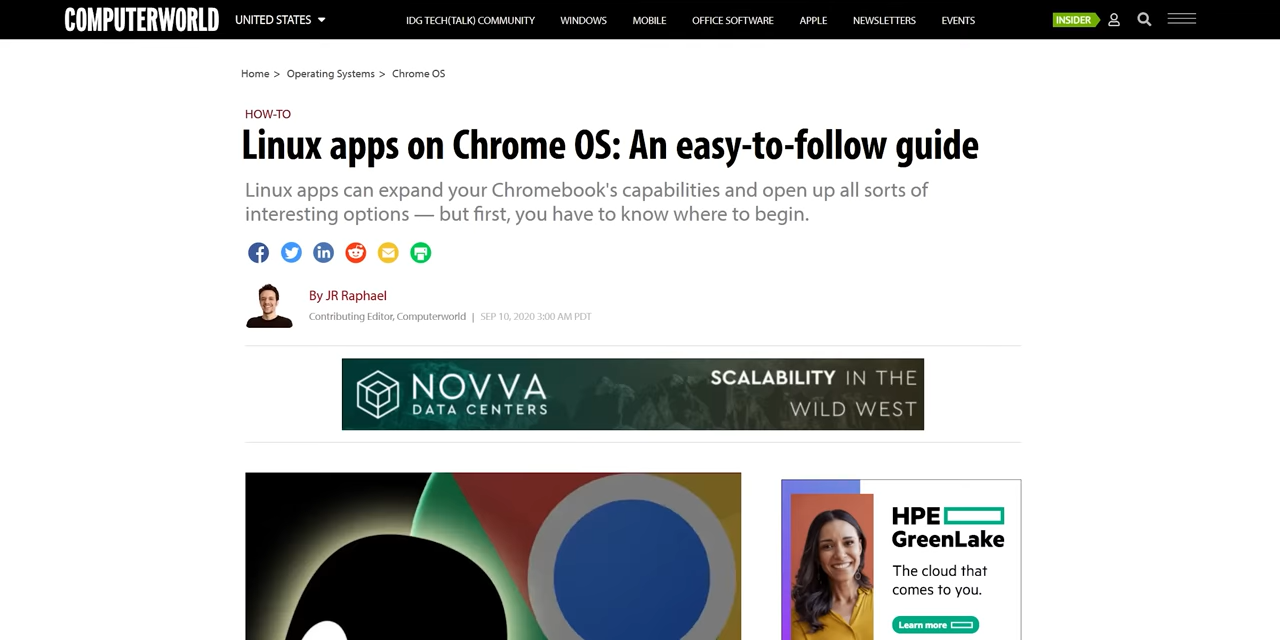 COMPUTERWORLD
UNITED STATES
IDG TECH(TALK) COMMUNITY
WINDOWS
MOBILE
OFFICE SOFTWARE
APPLE
NEWSLETTERS
EVENTS
INSIDER
Home > Operating Systems > Chrome OS
HOW-TO
Linux apps on Chrome OS: An easy-to-follow guide
Linux apps can expand your Chromebook's capabilities and open up all sorts of
interesting options — but first, you have to know where to begin.
By JR Raphael
Contributing Editor, Computerworld | SEP 10, 2020 3:00 AM PDT
NOVVA
DATA CENTERS
SCALABILITY IN THE
WILD WEST
HPE
GreenLake
The cloud that
comes to you.
Learn more